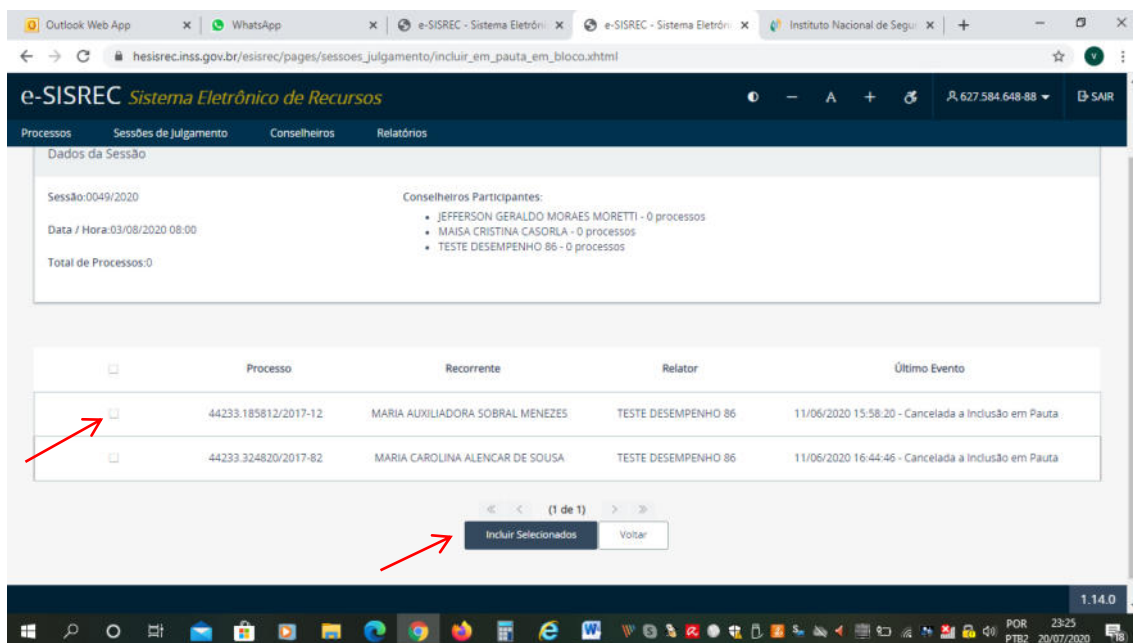 Outlook Web App
WhatsApp
e-SISREC - Sistema Eletrôni
e-SISREC - Sistema Eletrôni
Instituto Nacional de Segur
hesisrec.inss.gov.br/esisrec/pages/sessoes_julgamento/incluir_em_pauta_em_bloco.xhtml
V
e-SISREC Sistema Eletrônico de Recursos
A
627.584.648-88
SAIR
Processos Sessões de Julgamento Conselheiros Relatórios
Dados da Sessão
Sessão:0049/2020
Data / Hora:03/08/2020 08:00
Total de Processos:0
Conselheiros Participantes:
JEFFERSON GERALDO MORAES MORETTI - 0 processos
MAISA CRISTINA CASORLA - 0 processos
TESTE DESEMPENHO 86 - 0 processos
Processo Recorrente Relator Último Evento
44233.185812/2017-12 MARIA AUXILIADORA SOBRAL MENEZES TESTE DESEMPENHO 86 11/06/2020 15:58:20 - Cancelada a Inclusão em Pauta
44233.324820/2017-82 MARIA CAROLINA ALENCAR DE SOUSA TESTE DESEMPENHO 86 11/06/2020 16:44:46 - Cancelada a Inclusão em Pauta
(1 de 1)
Incluir Selecionados Voltar
1.14.0
POR 23:25
PTB2 20/07/2020